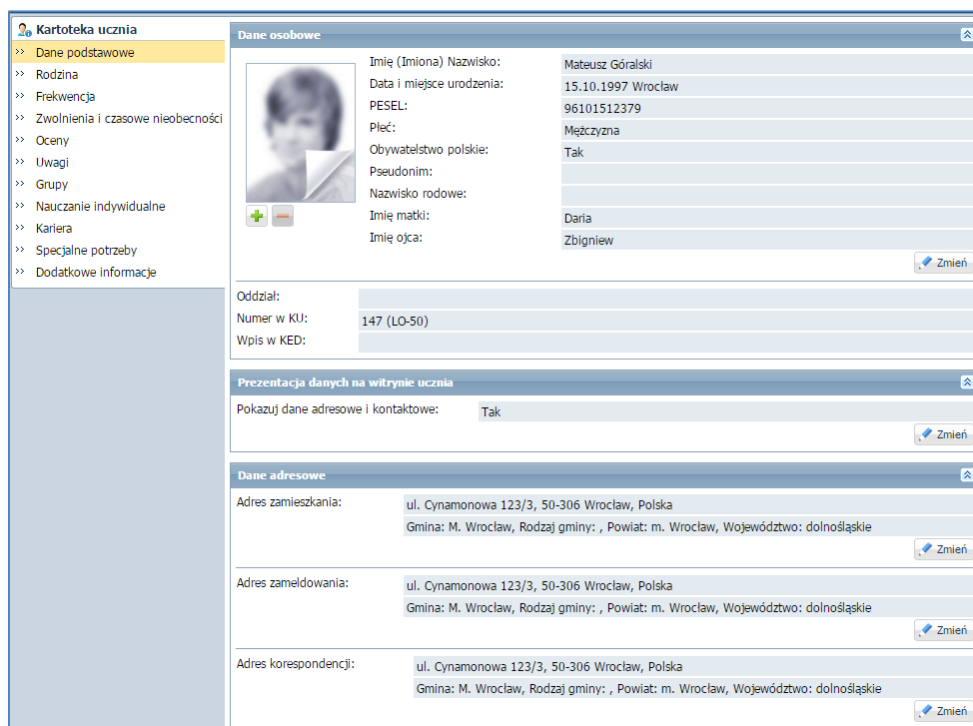 Kartoteka ucznia
Dane podstawowe
Rodzina
Frekwencja
Zwolnienia i czasowe nieobecności
Oceny
Uwagi
Grupy
Nauczanie indywidualne
Kariera
Specjalne potrzeby
Dodatkowe informacje
Dane osobowe
Imię (Imiona) Nazwisko: Mateusz Góralski
Data i miejsce urodzenia: 15.10.1997 Wrocław
PESEL: 96101512379
Płeć: Mężczyzna
Obywatelstwo polskie: Tak
Pseudonim:
Nazwisko rodowe:
Imię matki: Daria
Imię ojca: Zbigniew
Zmień
Oddział:
Numer w KU: 147 (LO-50)
Wpis w KED:
Prezentacja danych na witrynie ucznia
Pokazuj dane adresowe i kontaktowe: Tak
Zmień
Dane adresowe
Adres zamieszkania: ul. Cynamonowa 123/3, 50-306 Wrocław, Polska
Gmina: M. Wrocław, Rodzaj gminy: , Powiat: m. Wrocław, Województwo: dolnośląskie
Zmień
Adres zameldowania: ul. Cynamonowa 123/3, 50-306 Wrocław, Polska
Gmina: M. Wrocław, Rodzaj gminy: , Powiat: m. Wrocław, Województwo: dolnośląskie
Zmień
Adres korespondencji: ul. Cynamonowa 123/3, 50-306 Wrocław, Polska
Gmina: M. Wrocław, Rodzaj gminy: , Powiat: m. Wrocław, Województwo: dolnośląskie
Zmień